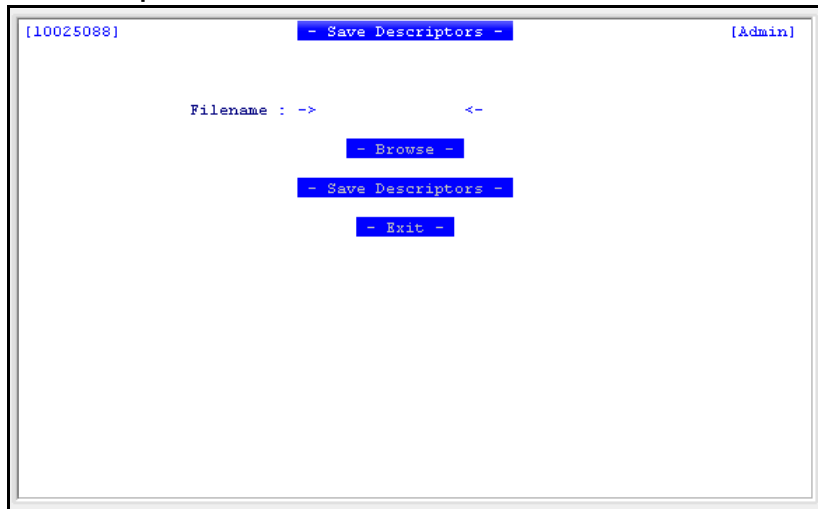 [10025088] - Save Descriptors - [Admin]
Filename : -> <-
- Browse -
- Save Descriptors -
- Exit -